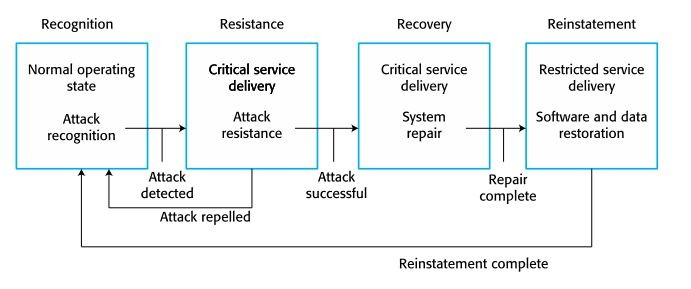 Recognition
Resistance
Recovery
Reinstatement
Normal operating
state
Attack
recognition
Critical service
delivery
Attack
resistance
Critical service
delivery
System
repair
Restricted service
delivery
Software and data
restoration
Attack
detected
Attack
successful
Repair
complete
Attack repelled
Reinstatement complete